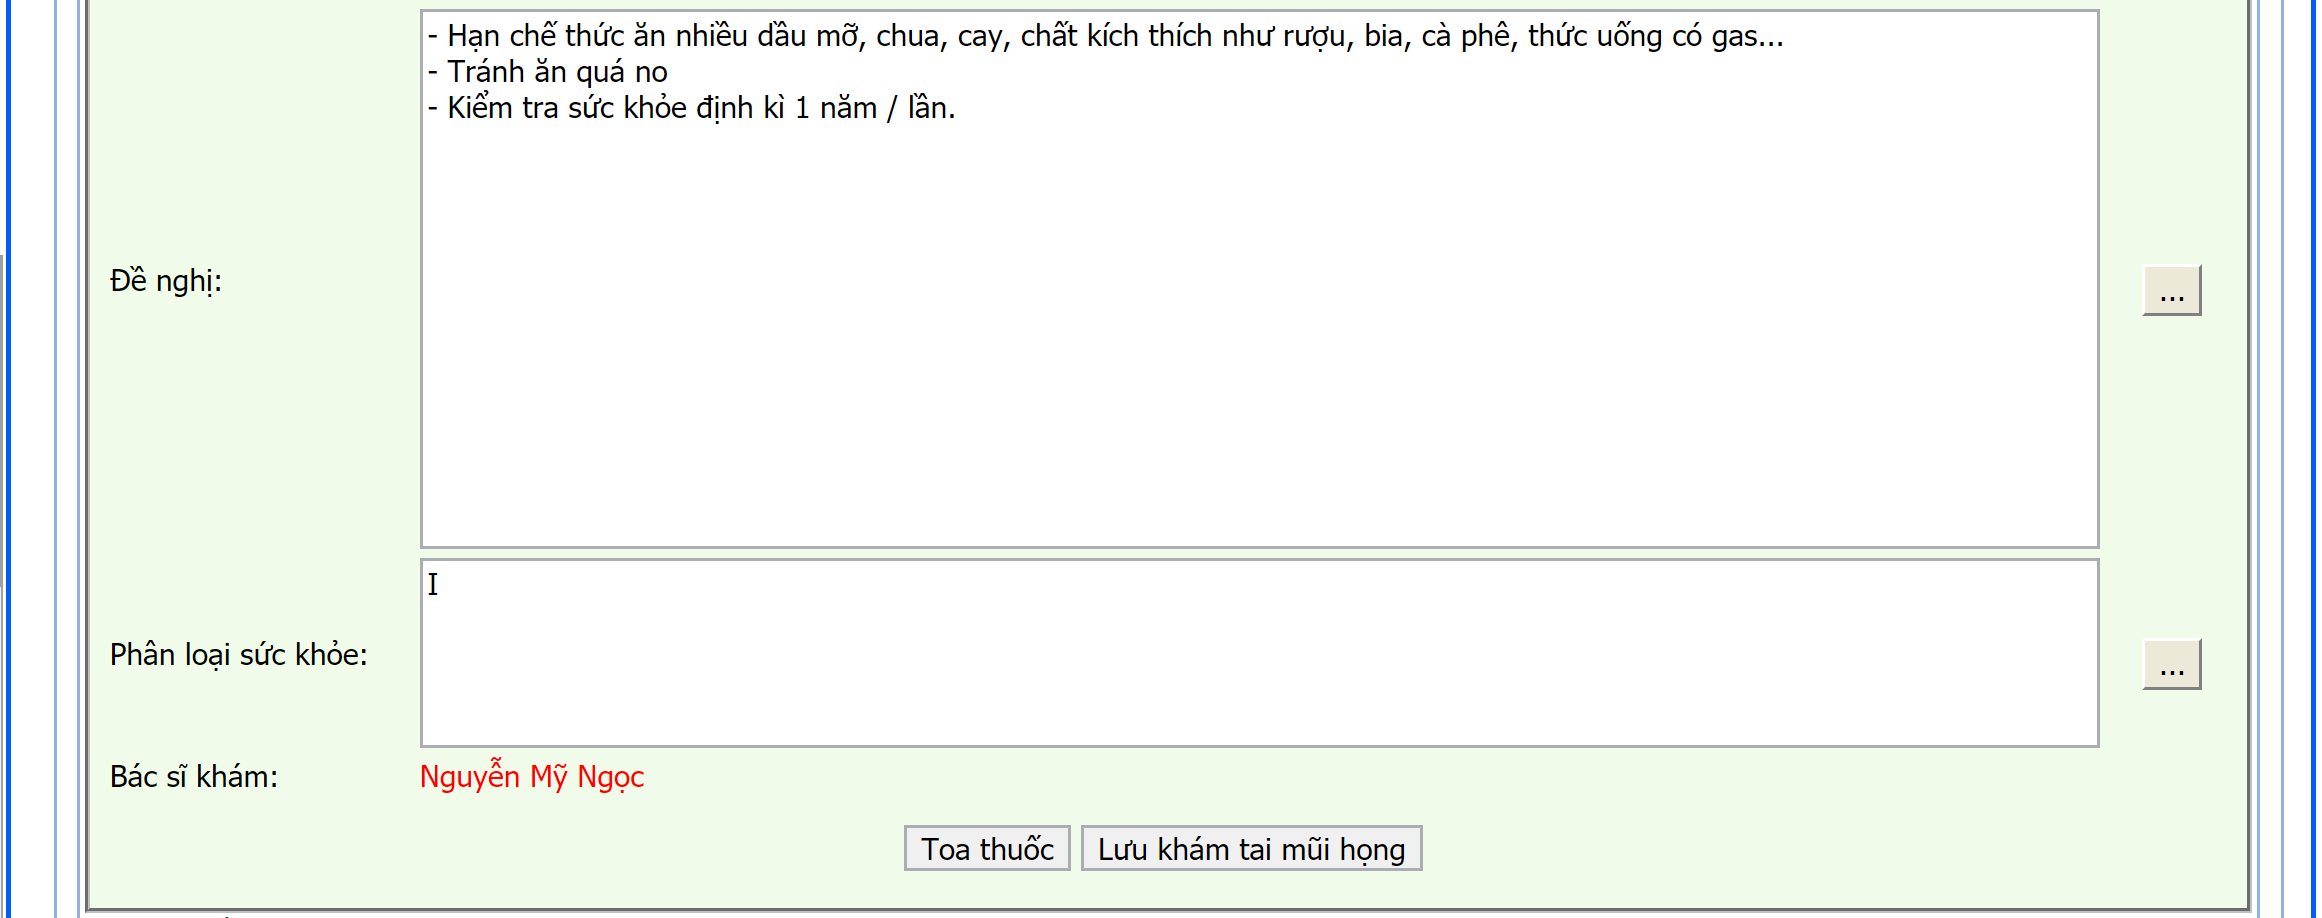 - Hạn chế thức ăn nhiều dầu mỡ, chua, cay, chất kích thích như rượu, bia, cà phê, thức uống có gas...
- Tránh ăn quá no
- Kiểm tra sức khỏe định kì 1 năm / lần.
Đề nghị:
...
I
Phân loại sức khỏe:
...
Bác sĩ khám: Nguyễn Mỹ Ngọc
Toa thuốc Lưu khám tai mũi họng